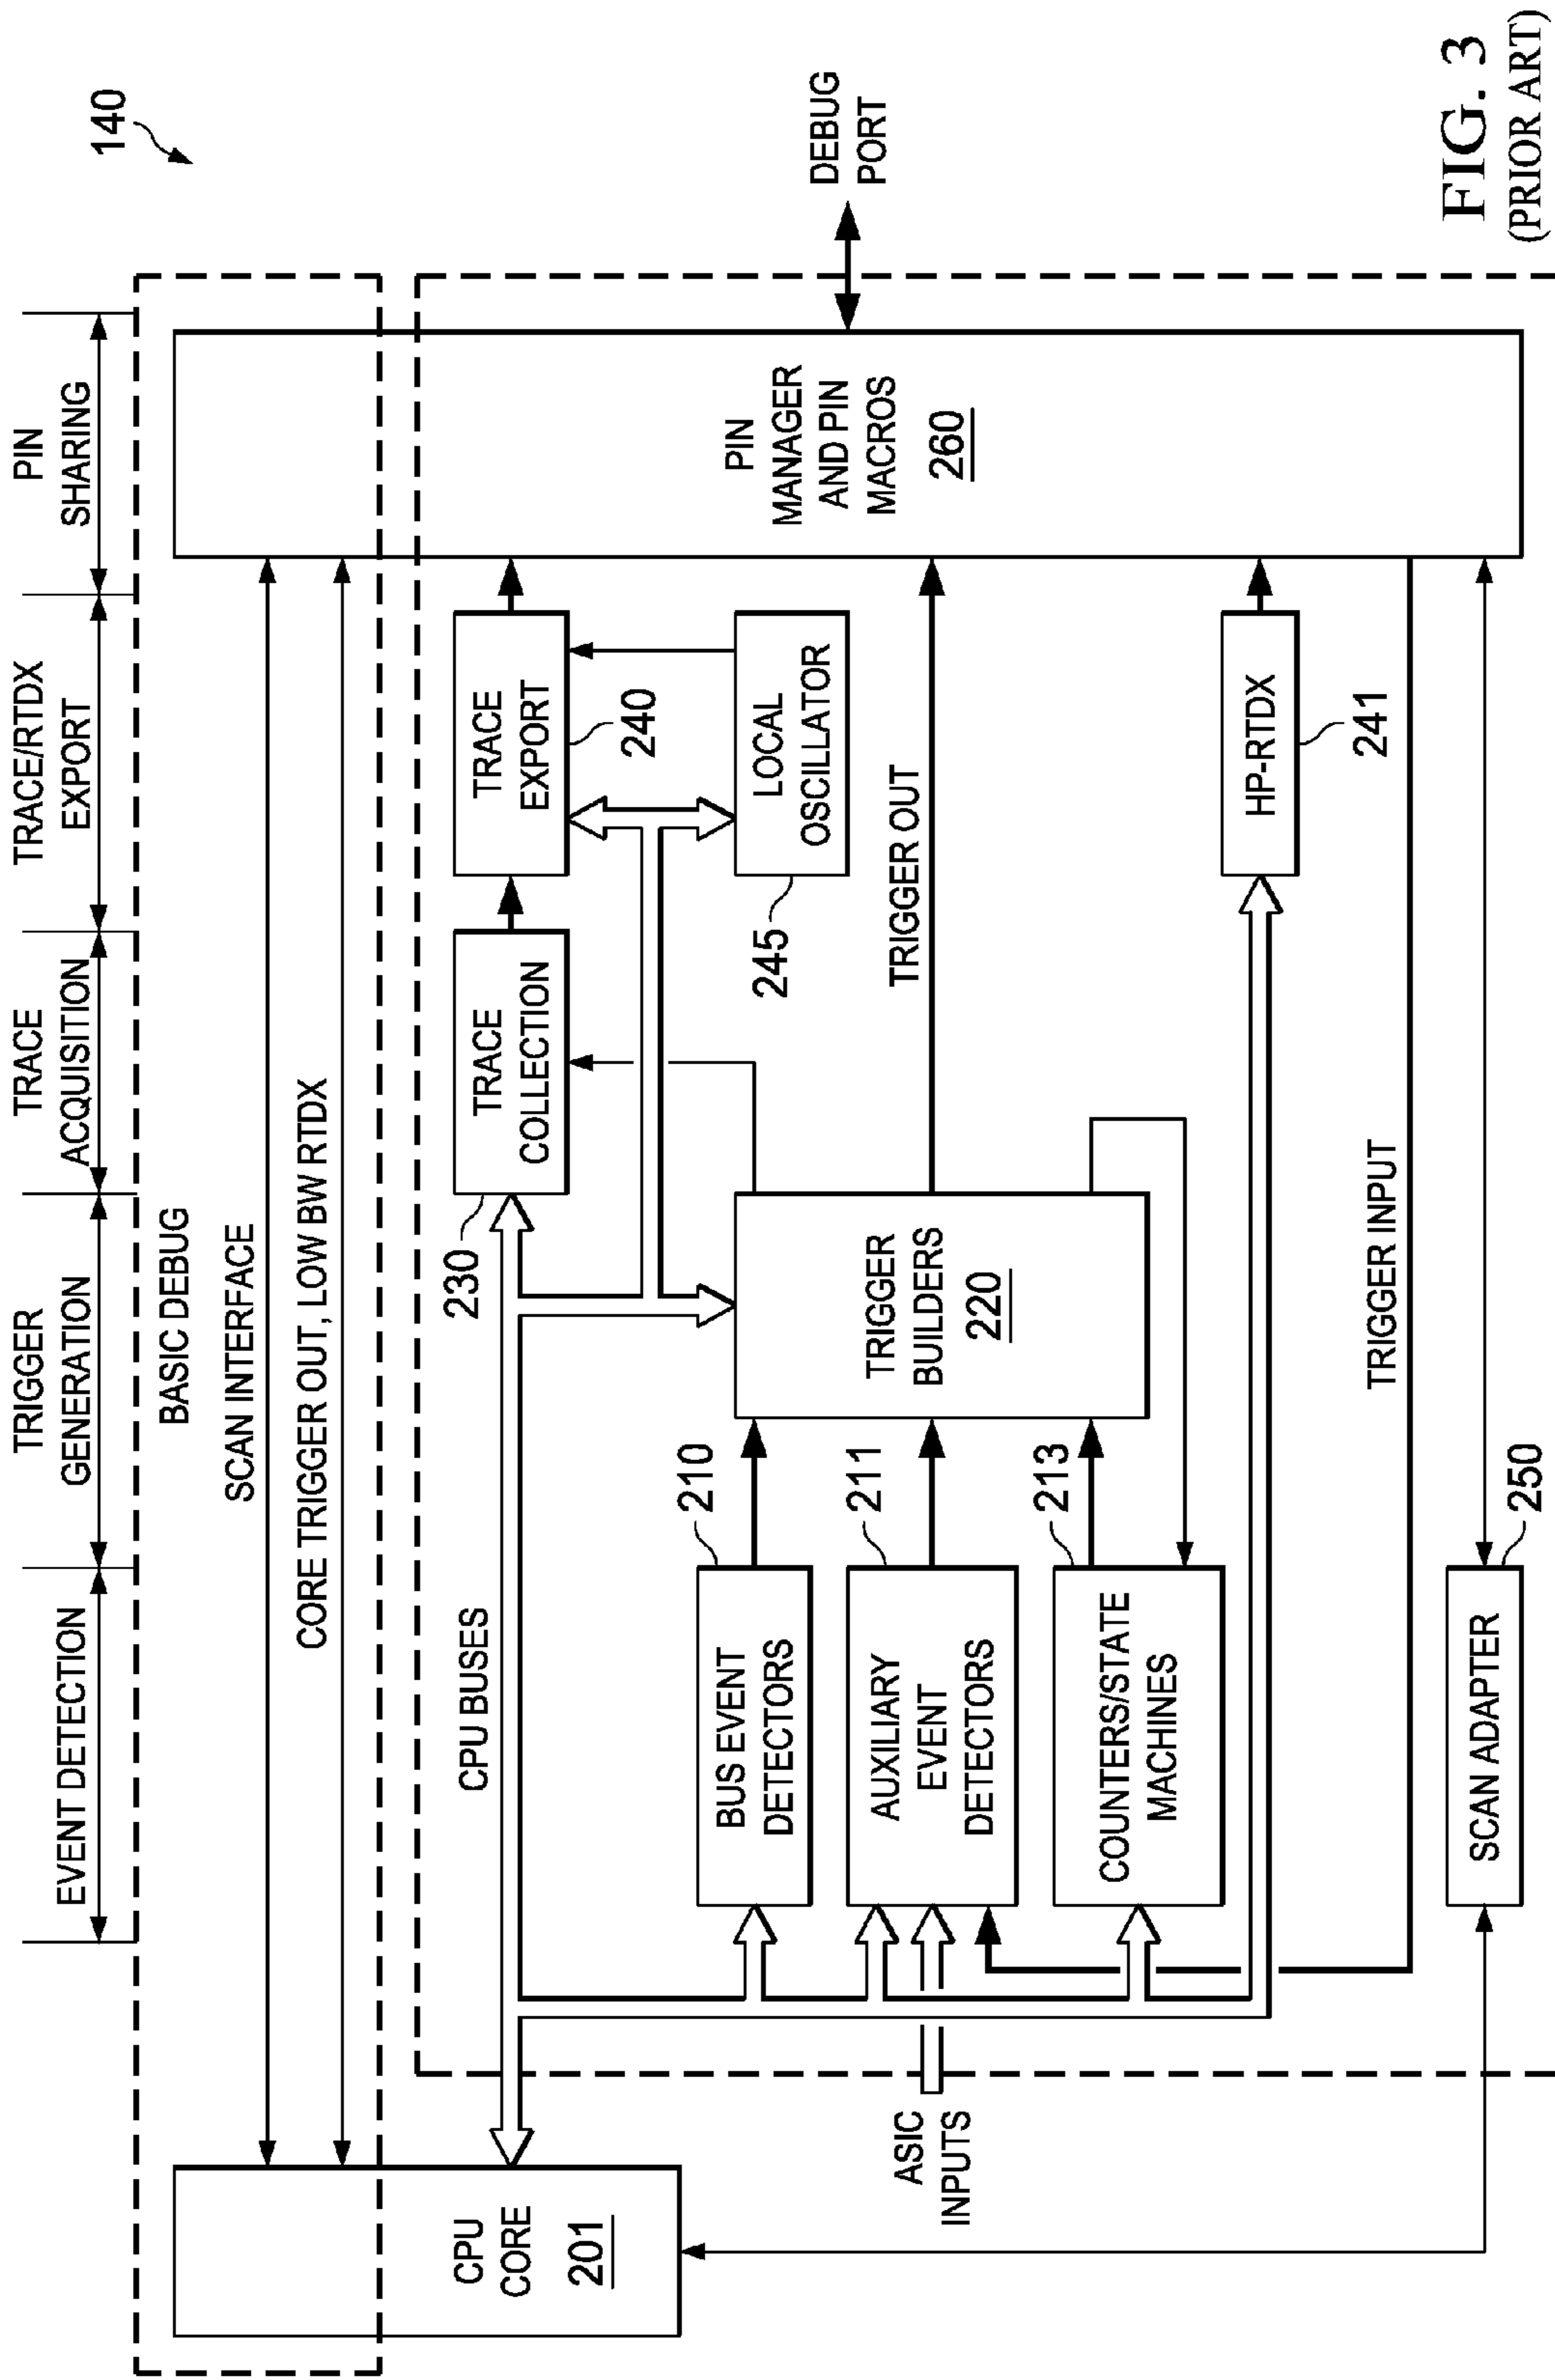 140
EVENT DETECTION
TRIGGER
GENERATION
TRACE
ACQUISITION
TRACE/RTDX
EXPORT
PIN
SHARING
BASIC DEBUG
SCAN INTERFACE
CORE TRIGGER OUT, LOW BW RTDX
CPU
CORE
201
CPU BUSES
230
TRACE
COLLECTION
TRACE
EXPORT
240
LOCAL
OSCILLATOR
245
PIN
MANAGER
AND PIN
MACROS
260
DEBUG
PORT
BUS EVENT
DETECTORS
210
AUXILIARY
EVENT
DETECTORS
211
COUNTERS/STATE
MACHINES
213
TRIGGER
BUILDERS
220
TRIGGER OUT
ASIC
INPUTS
HP-RTDX
241
TRIGGER INPUT
SCAN ADAPTER
250
FIG. 3
(PRIOR ART)